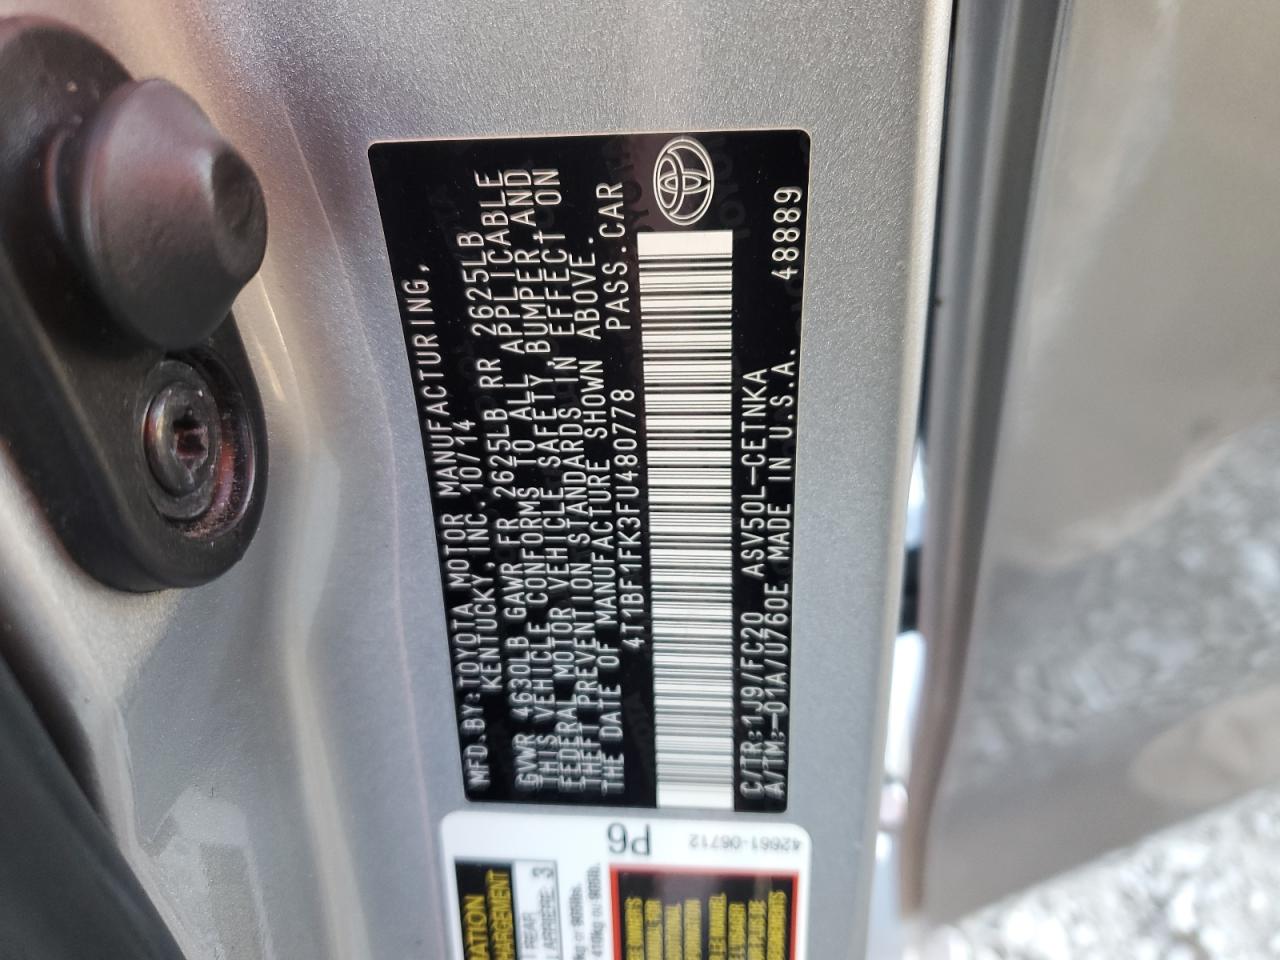 MFD.BY:TOYOTA MOTOR MANUFACTURING,
KENTUCKY,INC. 10/14
GVWR 4630LB GAWR FR 2625LB RR 2625LB
THIS VEHICLE CONFORMS TO ALL APPLICABLE
FEDERAL MOTOR VEHICLE SAFETY,BUMPER,AND
THEFT PREVENTION STANDARDS IN EFFECT ON
THE DATE OF MANUFACTURE SHOWN ABOVE.
4T1BF1FK3FU480778 PASS.CAR
C/TR:1J9/FC20 ASV50L-CETNKA
A/TM:-01A/U760E MADE IN U.S.A. 48889
P6
42661-06712
REAR
ARRIÈRE 3